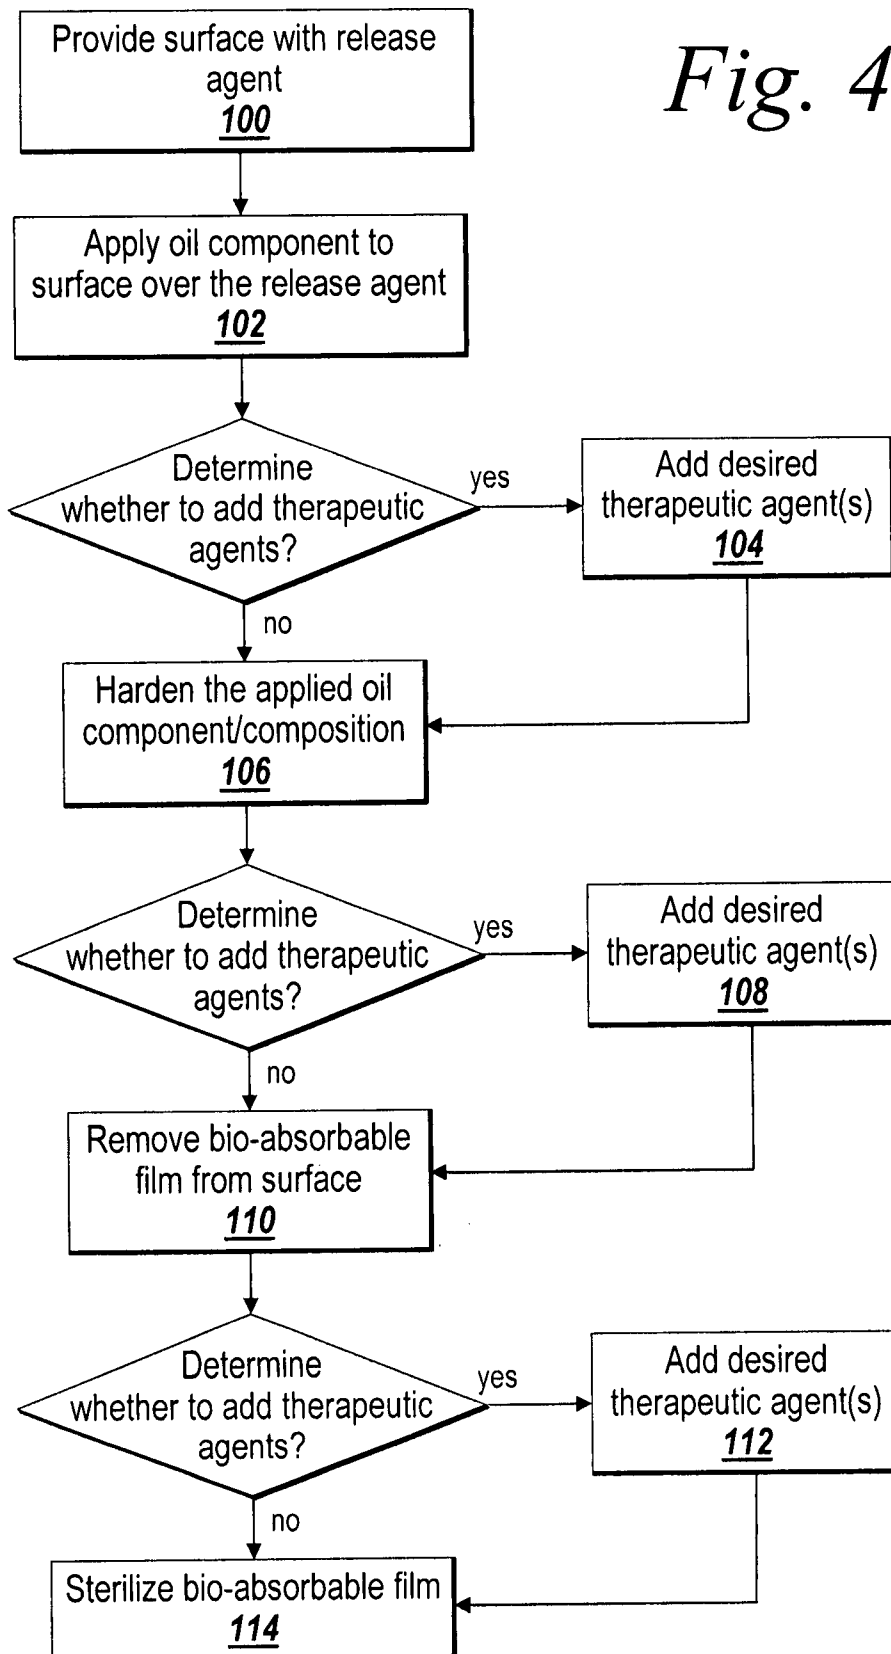 Provide surface with release
agent
100
Fig. 4
Apply oil component to
surface over the release agent
102
Determine
whether to add therapeutic
agents?
yes
Add desired
therapeutic agent(s)
104
no
Harden the applied oil
component/composition
106
Determine
whether to add therapeutic
agents?
yes
Add desired
therapeutic agent(s)
108
no
Remove bio-absorbable
film from surface
110
Determine
whether to add therapeutic
agents?
yes
Add desired
therapeutic agent(s)
112
no
Sterilize bio-absorbable film
114